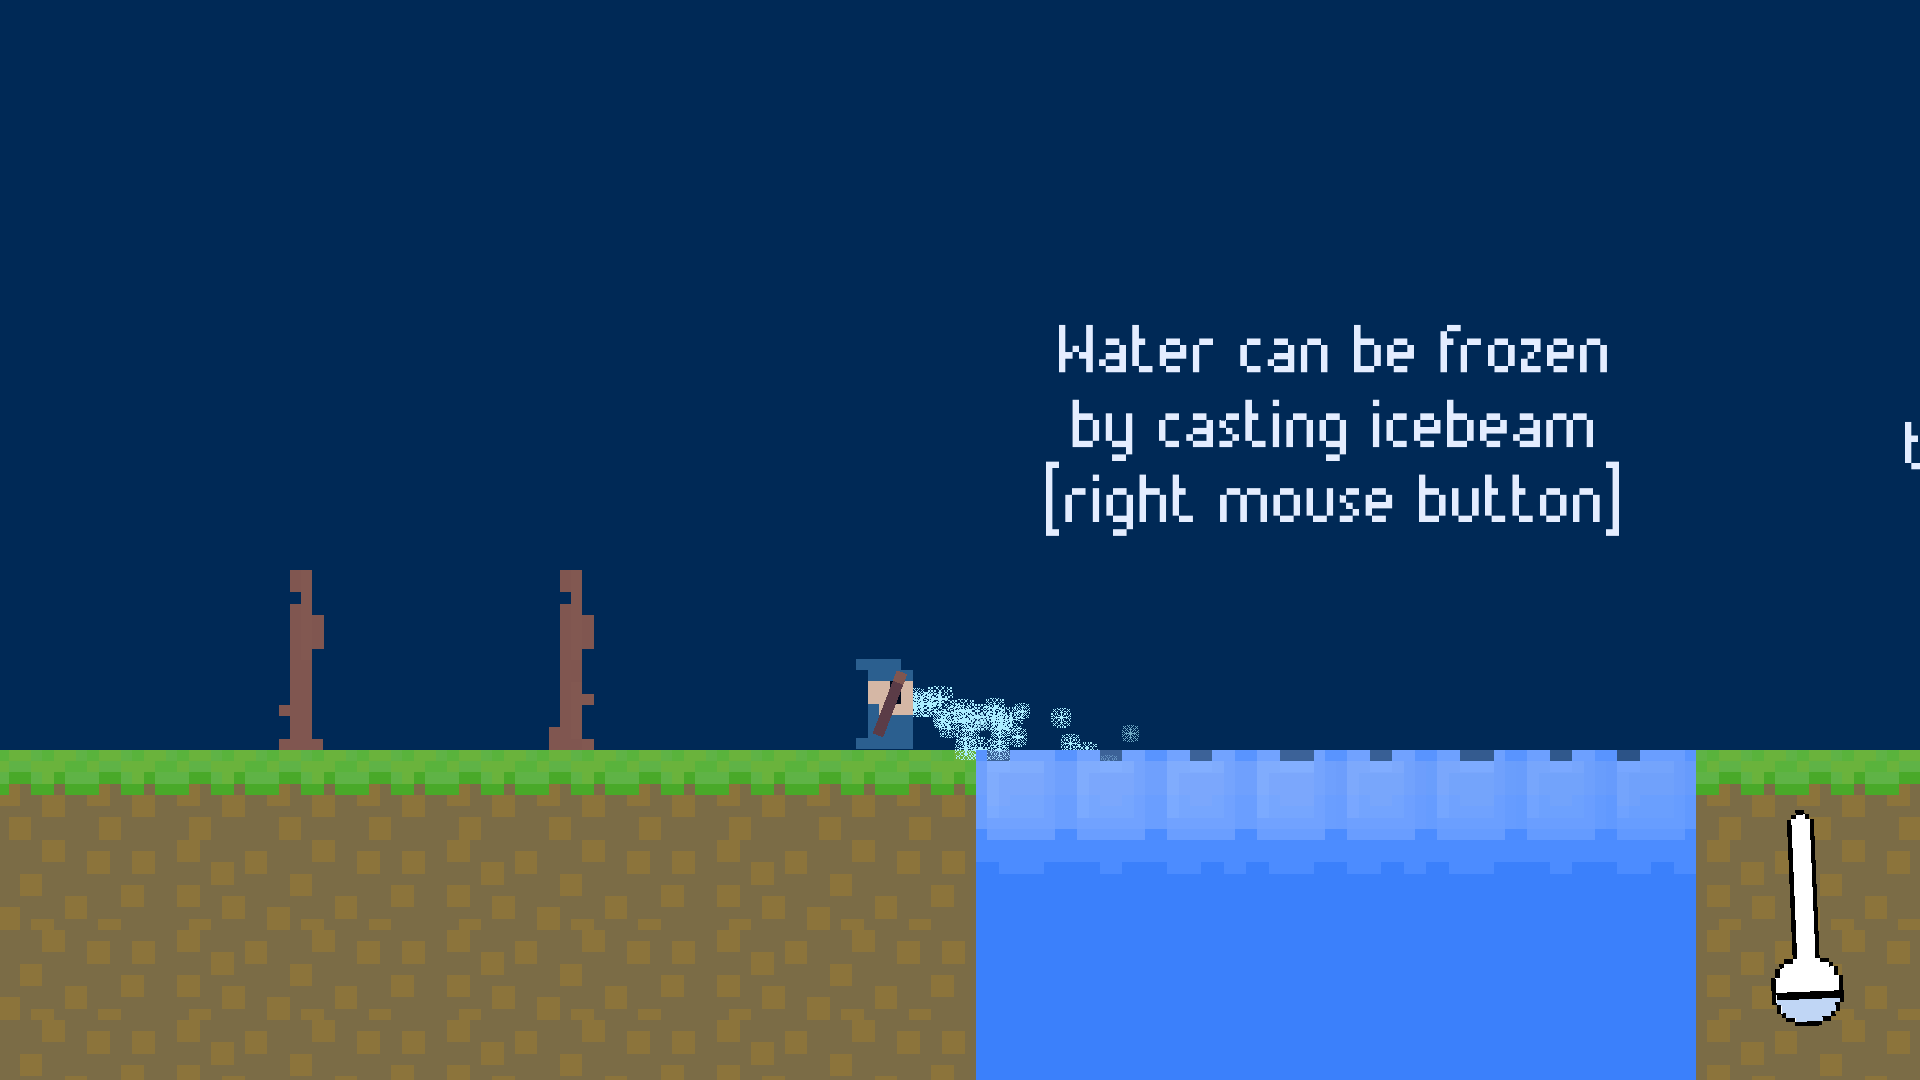 Water can be frozen
by casting icebeam
[right mouse button]